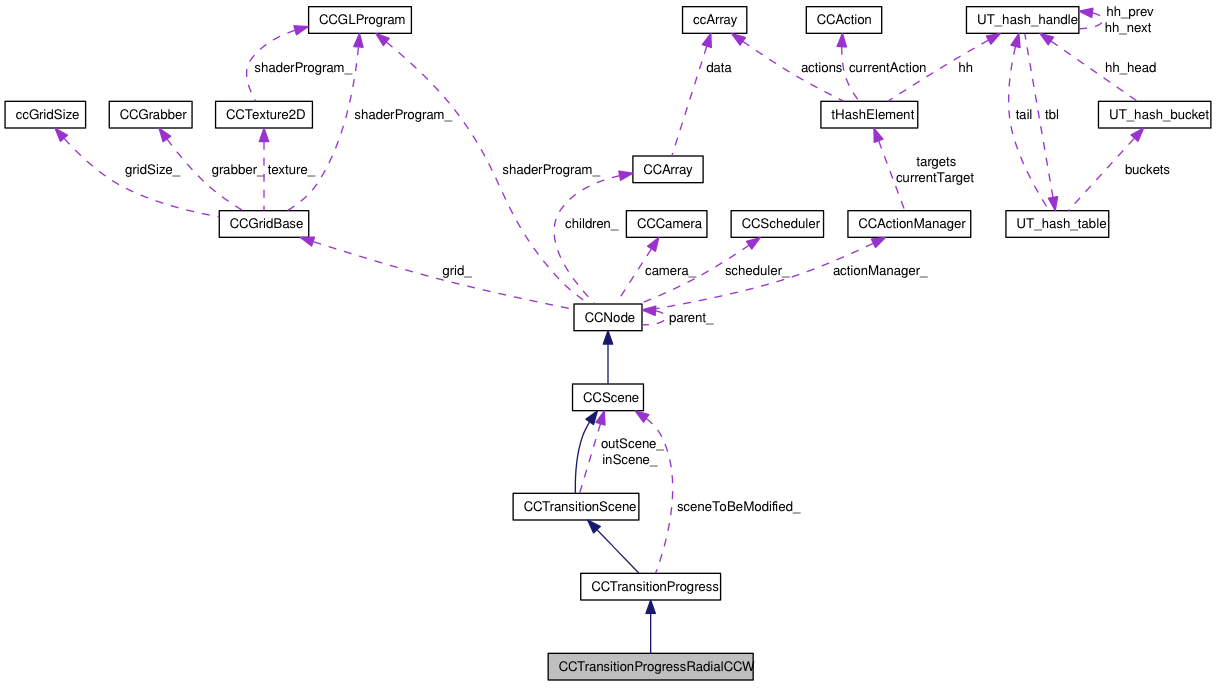 CCGLProgram
ccArray
CCAction
UT_hash_handle
hh_prev
hh_next
shaderProgram_
data
actions
currentAction
hh
hh_head
ccGridSize
CCGrabber
CCTexture2D
shaderProgram_
tHashElement
tail
tbl
UT_hash_bucket
gridSize_
grabber_
texture_
shaderProgram_
CCArray
targets
currentTarget
buckets
CCGridBase
children_
CCCamera
CCScheduler
CCActionManager
UT_hash_table
grid_
camera_
scheduler_
actionManager_
CCNode
parent_
CCScene
outScene_
inScene_
CCTransitionScene
sceneToBeModified_
CCTransitionProgress
CCTransitionProgressRadialCCW